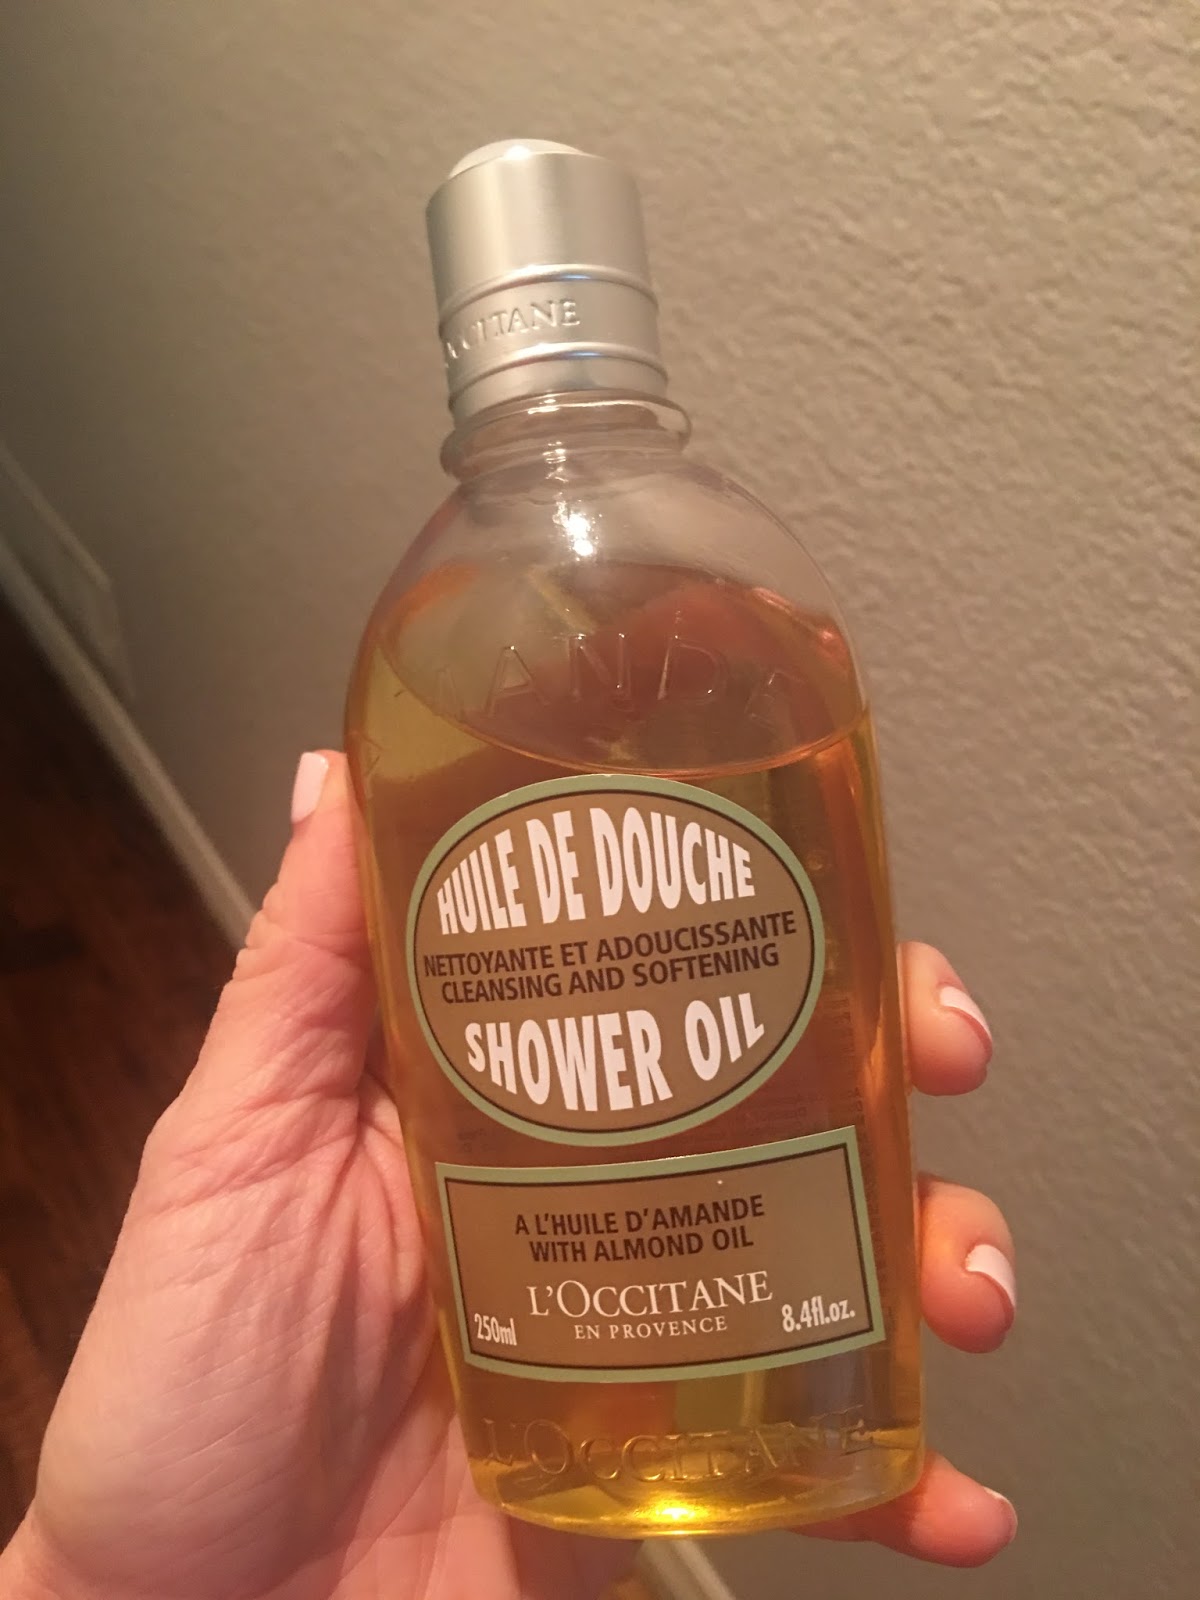 AMANDE
HUILE DE DOUCHE
NETTOYANTE ET ADOUCISSANTE
CLEANSING AND SOFTENING
SHOWER OIL
A L'HUILE D'AMANDE
WITH ALMOND OIL
L'OCCITANE
EN PROVENCE
250ml
8.4fl.oz.
L'OCCITANE